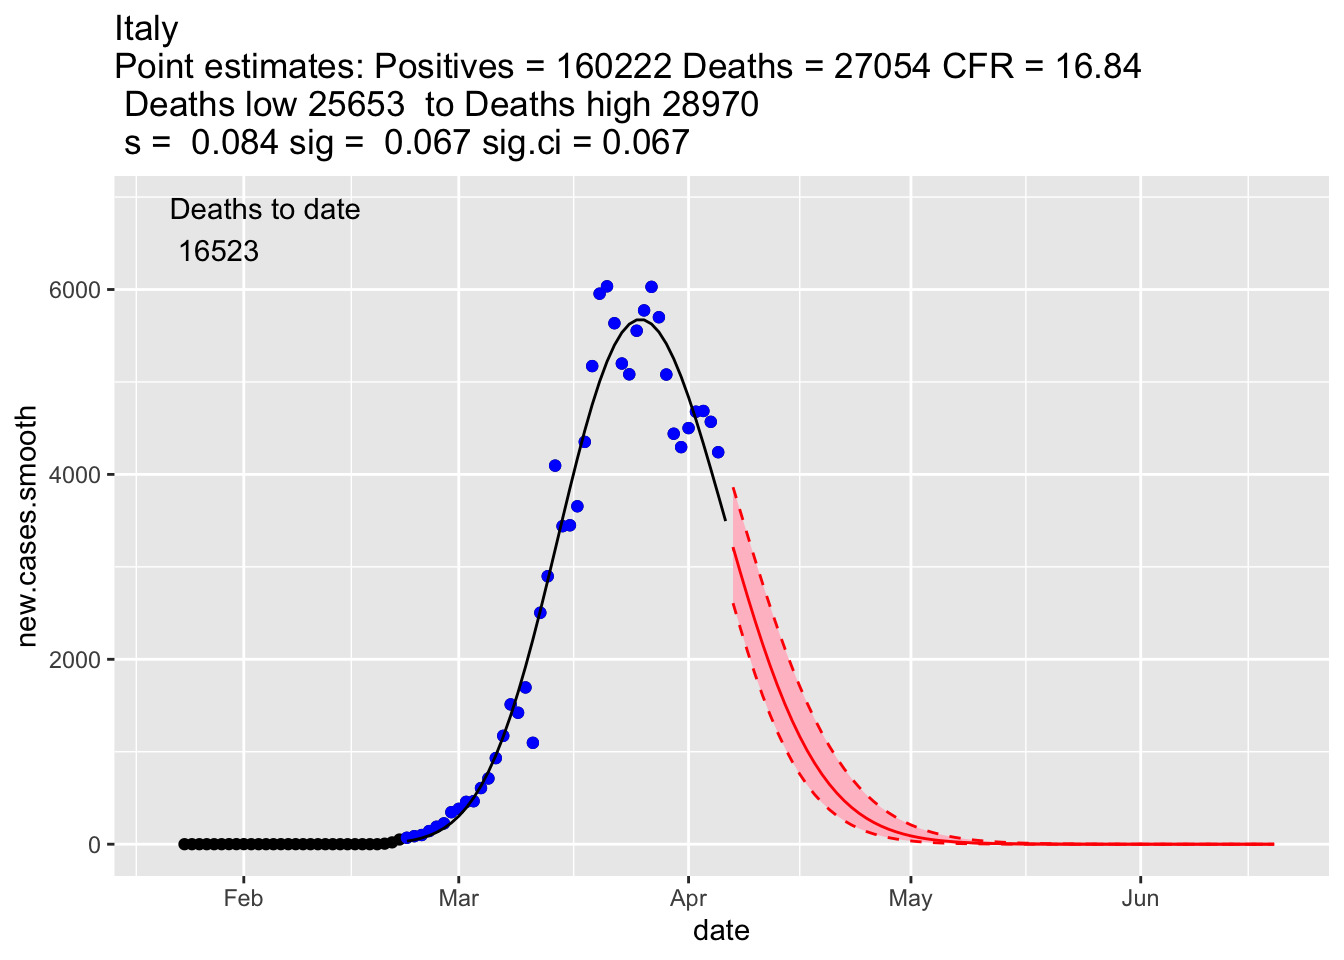 Italy
Point estimates: Positives = 160222 Deaths = 27054 CFR = 16.84
Deaths low 25653 to Deaths high 28970
s = 0.084 sig = 0.067 sig.ci = 0.067
Deaths to date
16523
6000
4000
2000
0
new.cases.smooth
Feb Mar Apr May Jun
date